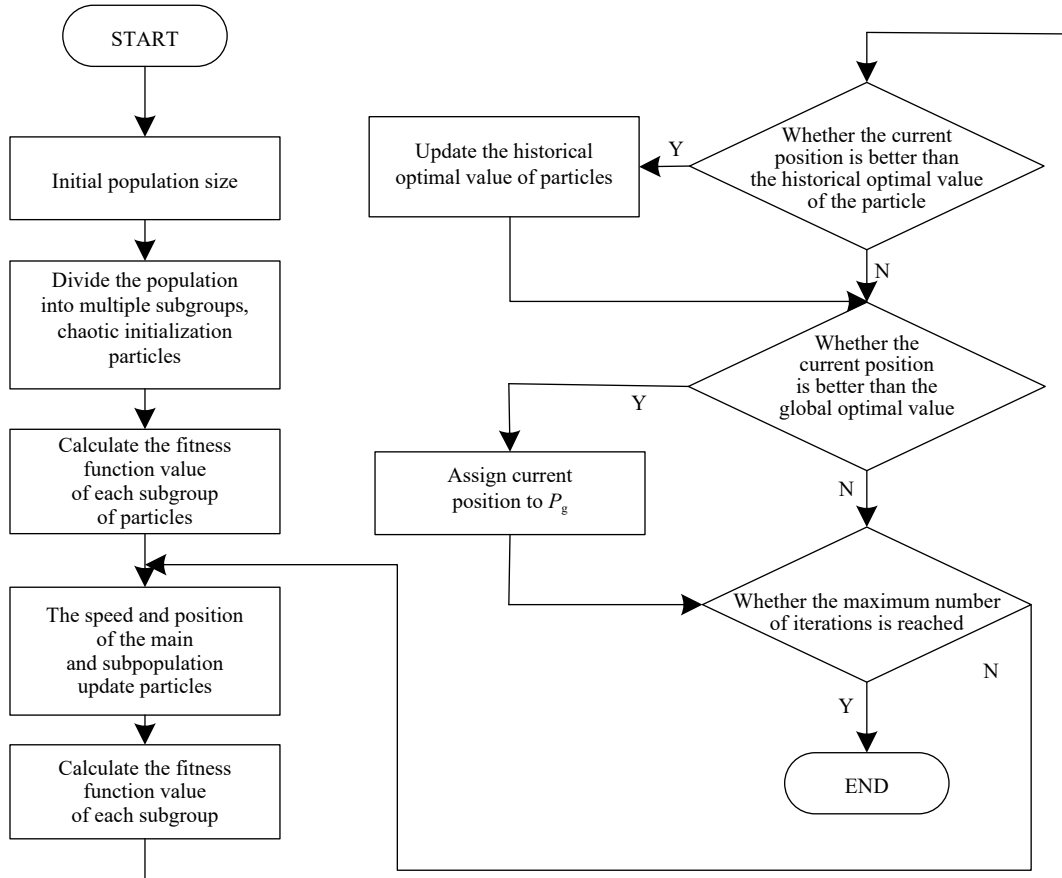 START
Initial population size
Divide the population
into multiple subgroups,
chaotic initialization
particles
Calculate the fitness
function value
of each subgroup
of particles
The speed and position
of the main
and subpopulation
update particles
Calculate the fitness
function value
of each subgroup
Whether the current
position is better than
the historical optimal value
of the particle
Y
Update the historical
optimal value of particles
N
Whether the
current position
is better than the
global optimal value
Y
Assign current
position to Pg
N
Whether the maximum number
of iterations is reached
N
Y
END